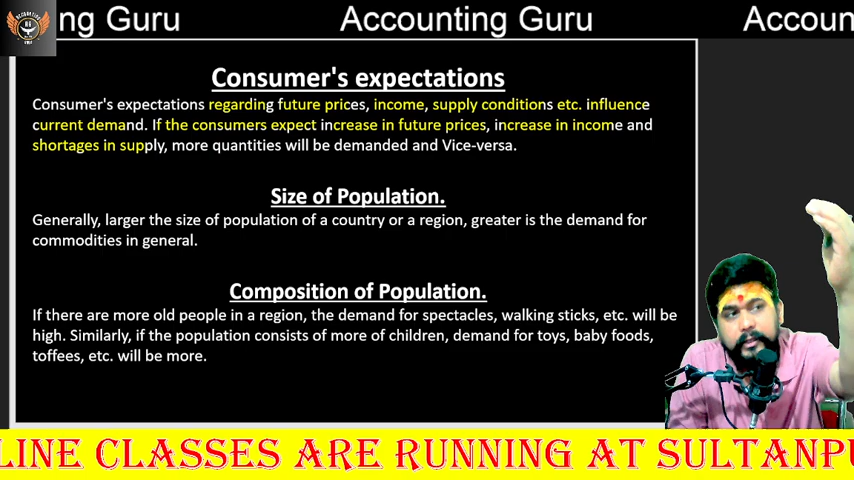 ng Guru
Accounting Guru
Accoun
Consumer's expectations
Consumer's expectations regarding future prices, income, supply conditions etc. influence
current demand. If the consumers expect increase in future prices, increase in income and
shortages in supply, more quantities will be demanded and Vice-versa.
Size of Population.
Generally, larger the size of population of a country or a region, greater is the demand for
commodities in general.
Composition of Population.
If there are more old people in a region, the demand for spectacles, walking sticks, etc. will be
high. Similarly, if the population consists of more of children, demand for toys, baby foods,
toffees, etc. will be more.
LINE CLASSES ARE RUNNING AT SULTANPU